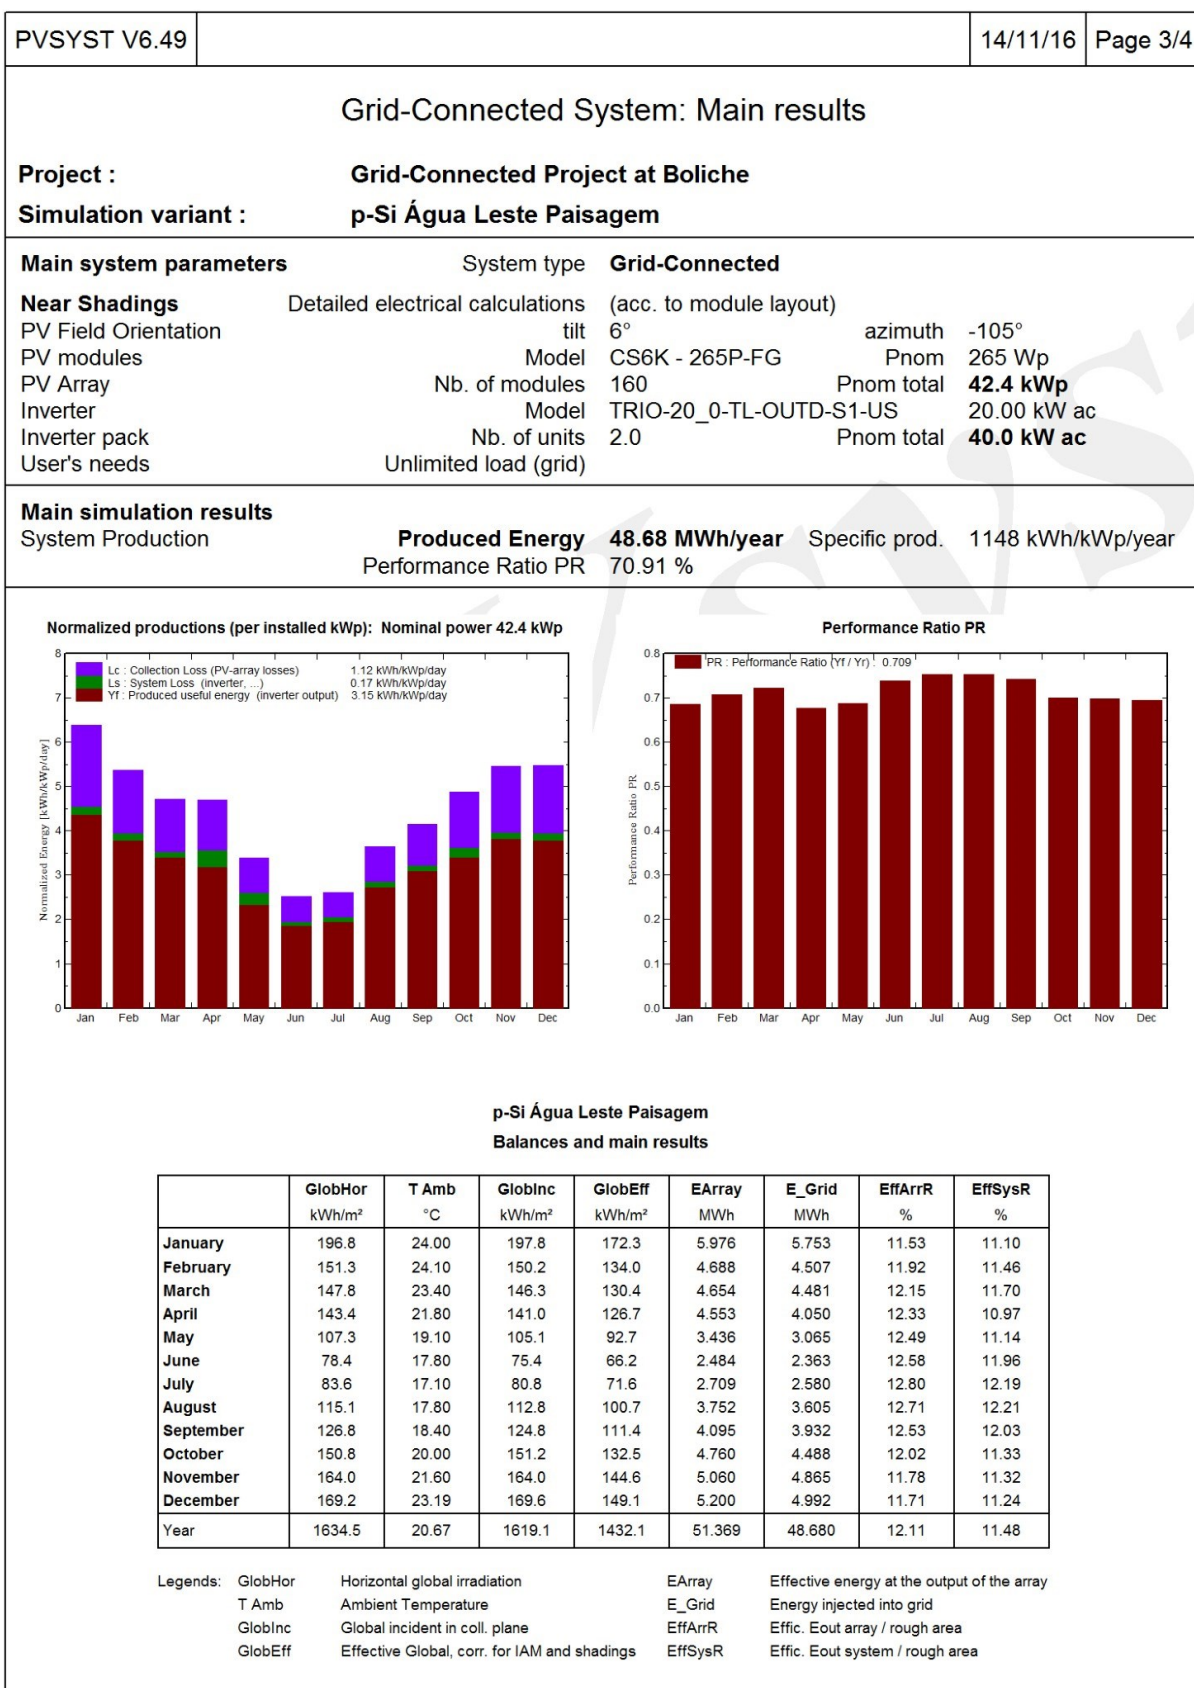 PVSYST V6.49 14/11/16 Page 3/4
Grid-Connected System: Main results
Project : Grid-Connected Project at Boliche
Simulation variant : p-Si Água Leste Paisagem
Main system parameters System type Grid-Connected
Near Shadings Detailed electrical calculations (acc. to module layout)
PV Field Orientation tilt 6° azimuth -105°
PV modules Model CS6K - 265P-FG Pnom 265 Wp
PV Array Nb. of modules 160 Pnom total 42.4 kWp
Inverter Model TRIO-20_0-TL-OUTD-S1-US 20.00 kW ac
Inverter pack Nb. of units 2.0 Pnom total 40.0 kW ac
User's needs Unlimited load (grid)
Main simulation results
System Production Produced Energy 48.68 MWh/year Specific prod. 1148 kWh/kWp/year
Performance Ratio PR 70.91 %
Normalized productions (per installed kWp): Nominal power 42.4 kWp
Lc : Collection Loss (PV-array losses) 1.12 kWh/kWp/day
Ls : System Loss (inverter, ...) 0.17 kWh/kWp/day
Yf : Produced useful energy (inverter output) 3.15 kWh/kWp/day
Normalized Energy [kWh/kWp/day]
8
7
6
5
4
3
2
1
0
Jan Feb Mar Apr May Jun Jul Aug Sep Oct Nov Dec
Performance Ratio PR
PR : Performance Ratio (Yf / Yr) : 0.709
Performance Ratio PR
0.8
0.7
0.6
0.5
0.4
0.3
0.2
0.1
0.0
Jan Feb Mar Apr May Jun Jul Aug Sep Oct Nov Dec
p-Si Água Leste Paisagem
Balances and main results
GlobHor T Amb GlobInc GlobEff EArray E_Grid EffArrR EffSysR
kWh/m² °C kWh/m² kWh/m² MWh MWh % %
January 196.8 24.00 197.8 172.3 5.976 5.753 11.53 11.10
February 151.3 24.10 150.2 134.0 4.688 4.507 11.92 11.46
March 147.8 23.40 146.3 130.4 4.654 4.481 12.15 11.70
April 143.4 21.80 141.0 126.7 4.553 4.050 12.33 10.97
May 107.3 19.10 105.1 92.7 3.436 3.065 12.49 11.14
June 78.4 17.80 75.4 66.2 2.484 2.363 12.58 11.96
July 83.6 17.10 80.8 71.6 2.709 2.580 12.80 12.19
August 115.1 17.80 112.8 100.7 3.752 3.605 12.71 12.21
September 126.8 18.40 124.8 111.4 4.095 3.932 12.53 12.03
October 150.8 20.00 151.2 132.5 4.760 4.488 12.02 11.33
November 164.0 21.60 164.0 144.6 5.060 4.865 11.78 11.32
December 169.2 23.19 169.6 149.1 5.200 4.992 11.71 11.24
Year 1634.5 20.67 1619.1 1432.1 51.369 48.680 12.11 11.48
Legends: GlobHor Horizontal global irradiation EArray Effective energy at the output of the array
T Amb Ambient Temperature E_Grid Energy injected into grid
GlobInc Global incident in coll. plane EffArrR Effic. Eout array / rough area
GlobEff Effective Global, corr. for IAM and shadings EffSysR Effic. Eout system / rough area